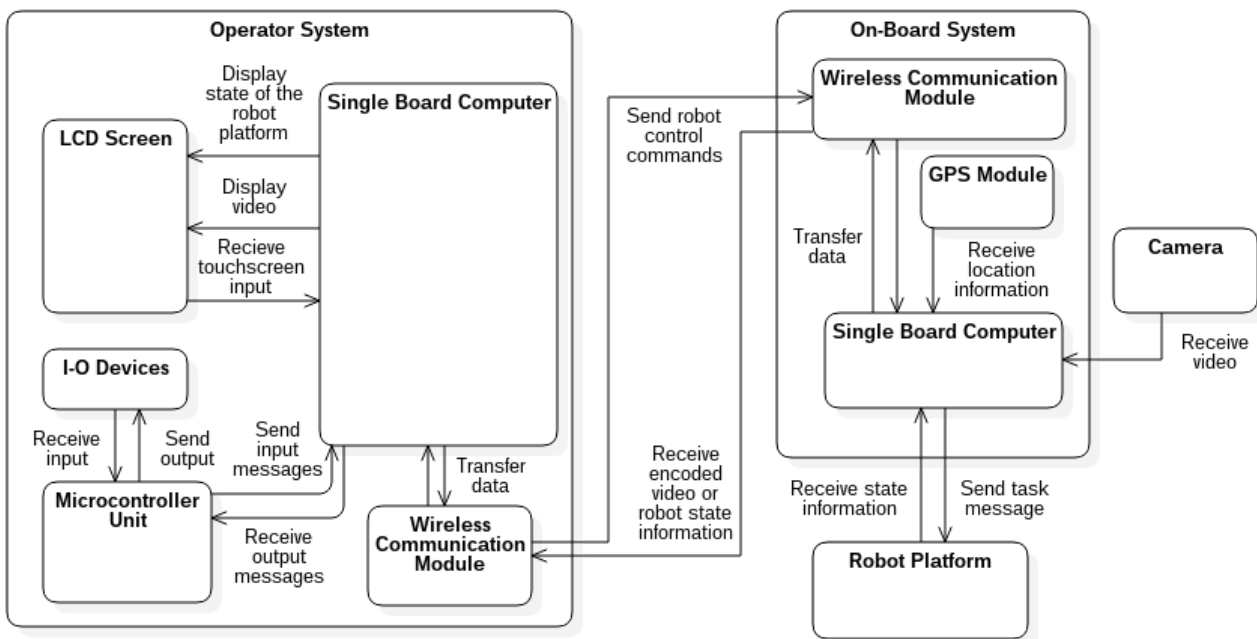 Operator System
Display
state of the
robot
platform
Single Board Computer
LCD Screen
Display
video
Recieve
touchscreen
input
I-O Devices
Receive
input
Send
output
Send
input
messages
Microcontroller
Unit
Receive
output
messages
Transfer
data
Wireless
Communication
Module
Send robot
control
commands
Receive
encoded
video or
robot state
information
On-Board System
Wireless Communication
Module
GPS Module
Transfer
data
Receive
location
information
Single Board Computer
Camera
Receive
video
Receive state
information
Send task
message
Robot Platform